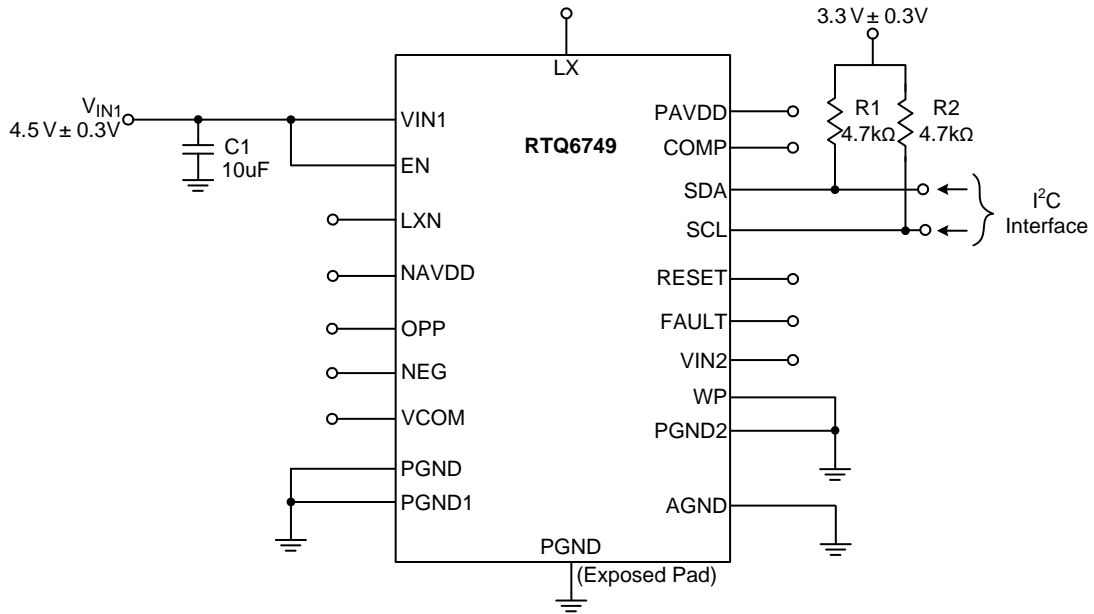 3.3 V ± 0.3V
LX
V_IN1
4.5 V ± 0.3V
C1
10uF
VIN1
EN
LXN
NAVDD
OPP
NEG
VCOM
PGND
PGND1
RTQ6749
PAVDD
COMP
SDA
SCL
RESET
FAULT
VIN2
WP
PGND2
AGND
R1
4.7kΩ
R2
4.7kΩ
I²C
Interface
PGND
(Exposed Pad)